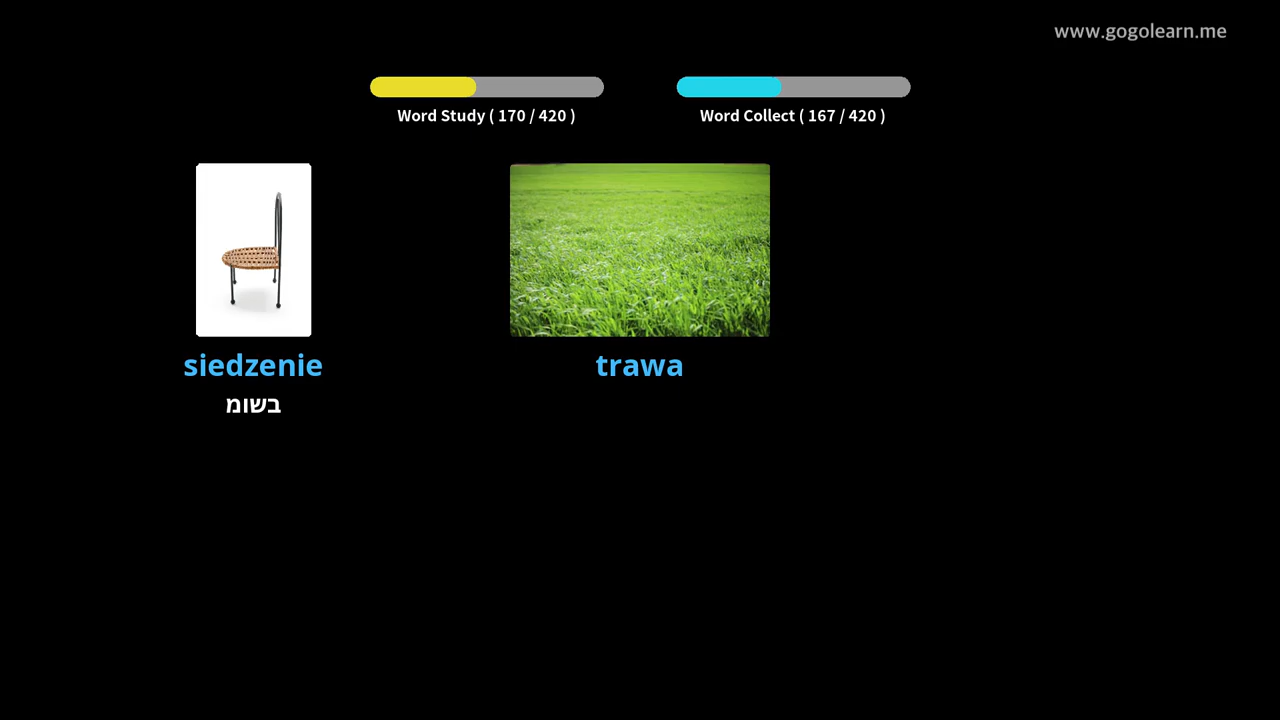 www.gogolearn.me
Word Study ( 170 / 420 )
Word Collect ( 167 / 420 )
siedzenie
בשומ
trawa